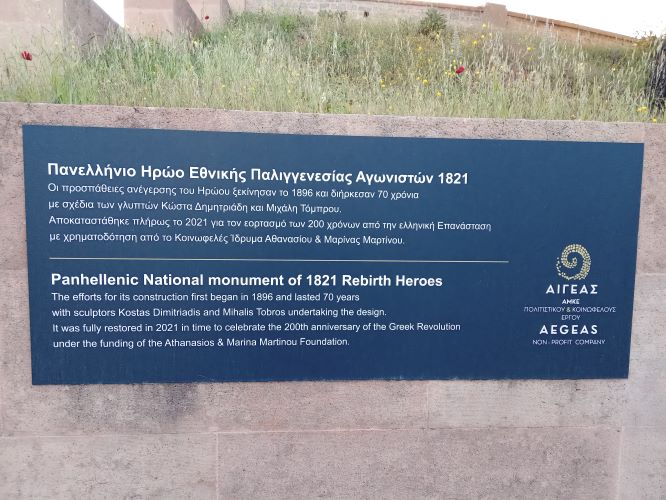 Πανελλήνιο Ηρώο Εθνικής Παλιγγενεσίας Αγωνιστών 1821
Οι προσπάθειες ανέγερσης του Ηρώου ξεκίνησαν το 1896 και διήρκεσαν 70 χρόνια
με σχέδια των γλυπτών Κώστα Δημητριάδη και Μιχάλη Τόμπρου.
Αποκαταστάθηκε πλήρως το 2021 για τον εορτασμό των 200 χρόνων από την ελληνική Επανάσταση
με χρηματοδότηση από το Κοινωφελές Ίδρυμα Αθανασίου & Μαρίνας Μαρτίνου.
Panhellenic National monument of 1821 Rebirth Heroes
The efforts for its construction first began in 1896 and lasted 70 years
with sculptors Kostas Dimitriadis and Mihalis Tobros undertaking the design.
It was fully restored in 2021 in time to celebrate the 200th anniversary of the Greek Revolution
under the funding of the Athanasios & Marina Martinou Foundation.
ΑΙΓΕΑΣ
ΑΜΚΕ
ΠΟΛΙΤΙΣΤΙΚΟΥ & ΚΟΙΝΩΦΕΛΟΥΣ
ΕΡΓΟΥ
AEGEAS
NON - PROFIT COMPANY